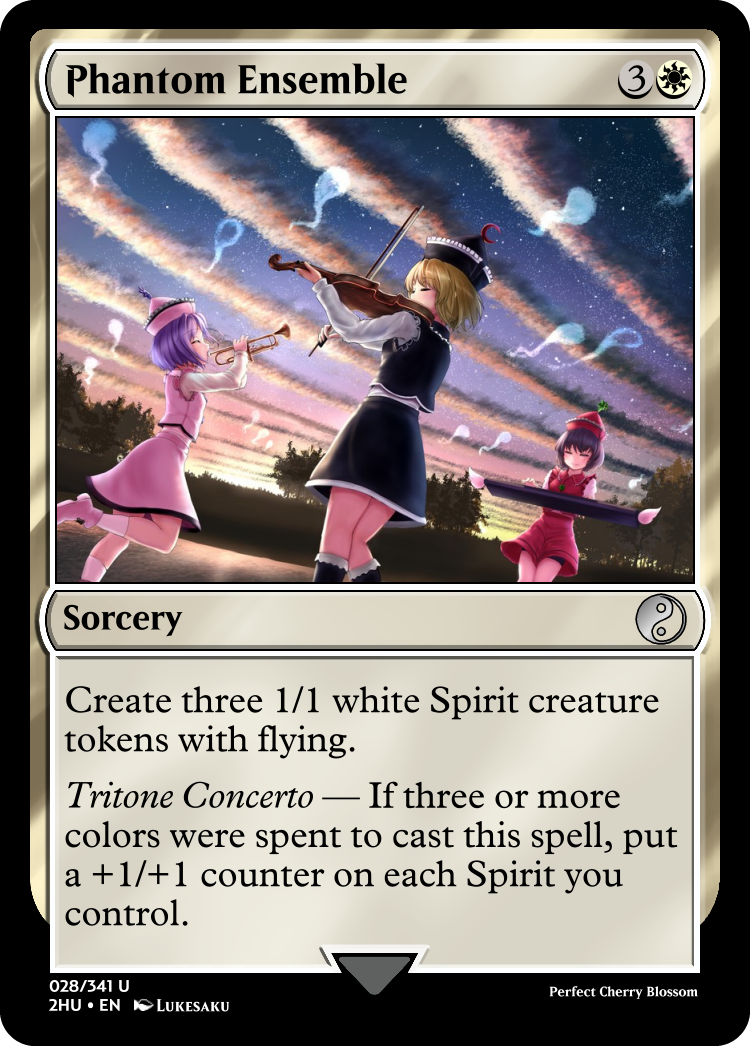 Phantom Ensemble 3
Sorcery
Create three 1/1 white Spirit creature
tokens with flying.
Tritone Concerto — If three or more
colors were spent to cast this spell, put
a +1/+1 counter on each Spirit you
control.
028/341 U
2HU • EN Lukesaku
Perfect Cherry Blossom